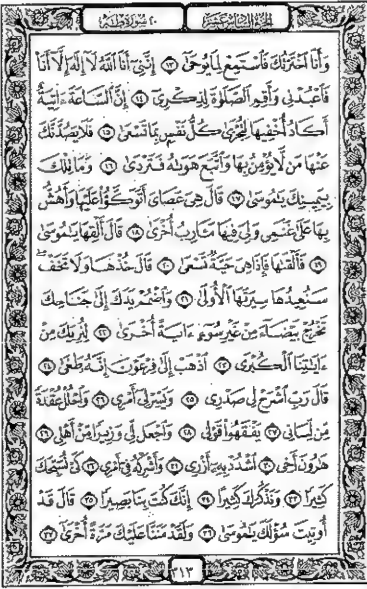 الجزء السادس عشر
٢٠ سورة طه
وَأَنَا ٱخْتَرْتُكَ فَٱسْتَمِعْ لِمَا يُوحَىٰٓ ١٣ إِنَّنِىٓ أَنَا ٱللَّهُ لَآ إِلَٰهَ إِلَّآ أَنَا۠
فَٱعْبُدْنِى وَأَقِمِ ٱلصَّلَوٰةَ لِذِكْرِىٓ ١٤ إِنَّ ٱلسَّاعَةَ ءَاتِيَةٌ
أَكَادُ أُخْفِيهَا لِتُجْزَىٰ كُلُّ نَفْسٍۭ بِمَا تَسْعَىٰ ١٥ فَلَا يَصُدَّنَّكَ
عَنْهَا مَن لَّا يُؤْمِنُ بِهَا وَٱتَّبَعَ هَوَىٰهُ فَتَرْدَىٰ ١٦ وَمَا تِلْكَ
بِيَمِينِكَ يَٰمُوسَىٰ ١٧ قَالَ هِىَ عَصَاىَ أَتَوَكَّؤُا۟ عَلَيْهَا وَأَهُشُّ
بِهَا عَلَىٰ غَنَمِى وَلِىَ فِيهَا مَـَٔارِبُ أُخْرَىٰ ١٨ قَالَ أَلْقِهَا يَٰمُوسَىٰ
١٩ فَأَلْقَىٰهَا فَإِذَا هِىَ حَيَّةٌ تَسْعَىٰ ٢٠ قَالَ خُذْهَا وَلَا تَخَفْ ۖ
سَنُعِيدُهَا سِيرَتَهَا ٱلْأُولَىٰ ٢١ وَٱضْمُمْ يَدَكَ إِلَىٰ جَنَاحِكَ
تَخْرُجْ بَيْضَآءَ مِنْ غَيْرِ سُوٓءٍ ءَايَةً أُخْرَىٰ ٢٢ لِنُرِيَكَ مِنْ
ءَايَٰتِنَا ٱلْكُبْرَى ٢٣ ٱذْهَبْ إِلَىٰ فِرْعَوْنَ إِنَّهُۥ طَغَىٰ ٢٤
قَالَ رَبِّ ٱشْرَحْ لِى صَدْرِى ٢٥ وَيَسِّرْ لِىٓ أَمْرِى ٢٦ وَٱحْلُلْ عُقْدَةً
مِّن لِّسَانِى ٢٧ يَفْقَهُوا۟ قَوْلِى ٢٨ وَٱجْعَل لِّى وَزِيرًا مِّنْ أَهْلِى ٢٩
هَٰرُونَ أَخِى ٣٠ ٱشْدُدْ بِهِۦٓ أَزْرِى ٣١ وَأَشْرِكْهُ فِىٓ أَمْرِى ٣٢ كَىْ نُسَبِّحَكَ
كَثِيرًا ٣٣ وَنَذْكُرَكَ كَثِيرًا ٣٤ إِنَّكَ كُنتَ بِنَا بَصِيرًا ٣٥ قَالَ قَدْ
أُوتِيتَ سُؤْلَكَ يَٰمُوسَىٰ ٣٦ وَلَقَدْ مَنَنَّا عَلَيْكَ مَرَّةً أُخْرَىٰٓ ٣٧
٣١٣